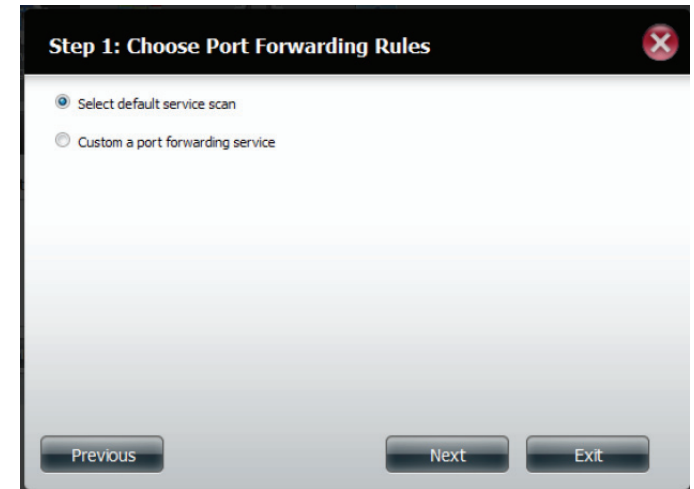 Step 1: Choose Port Forwarding Rules
Select default service scan
Custom a port forwarding service
Previous Next Exit